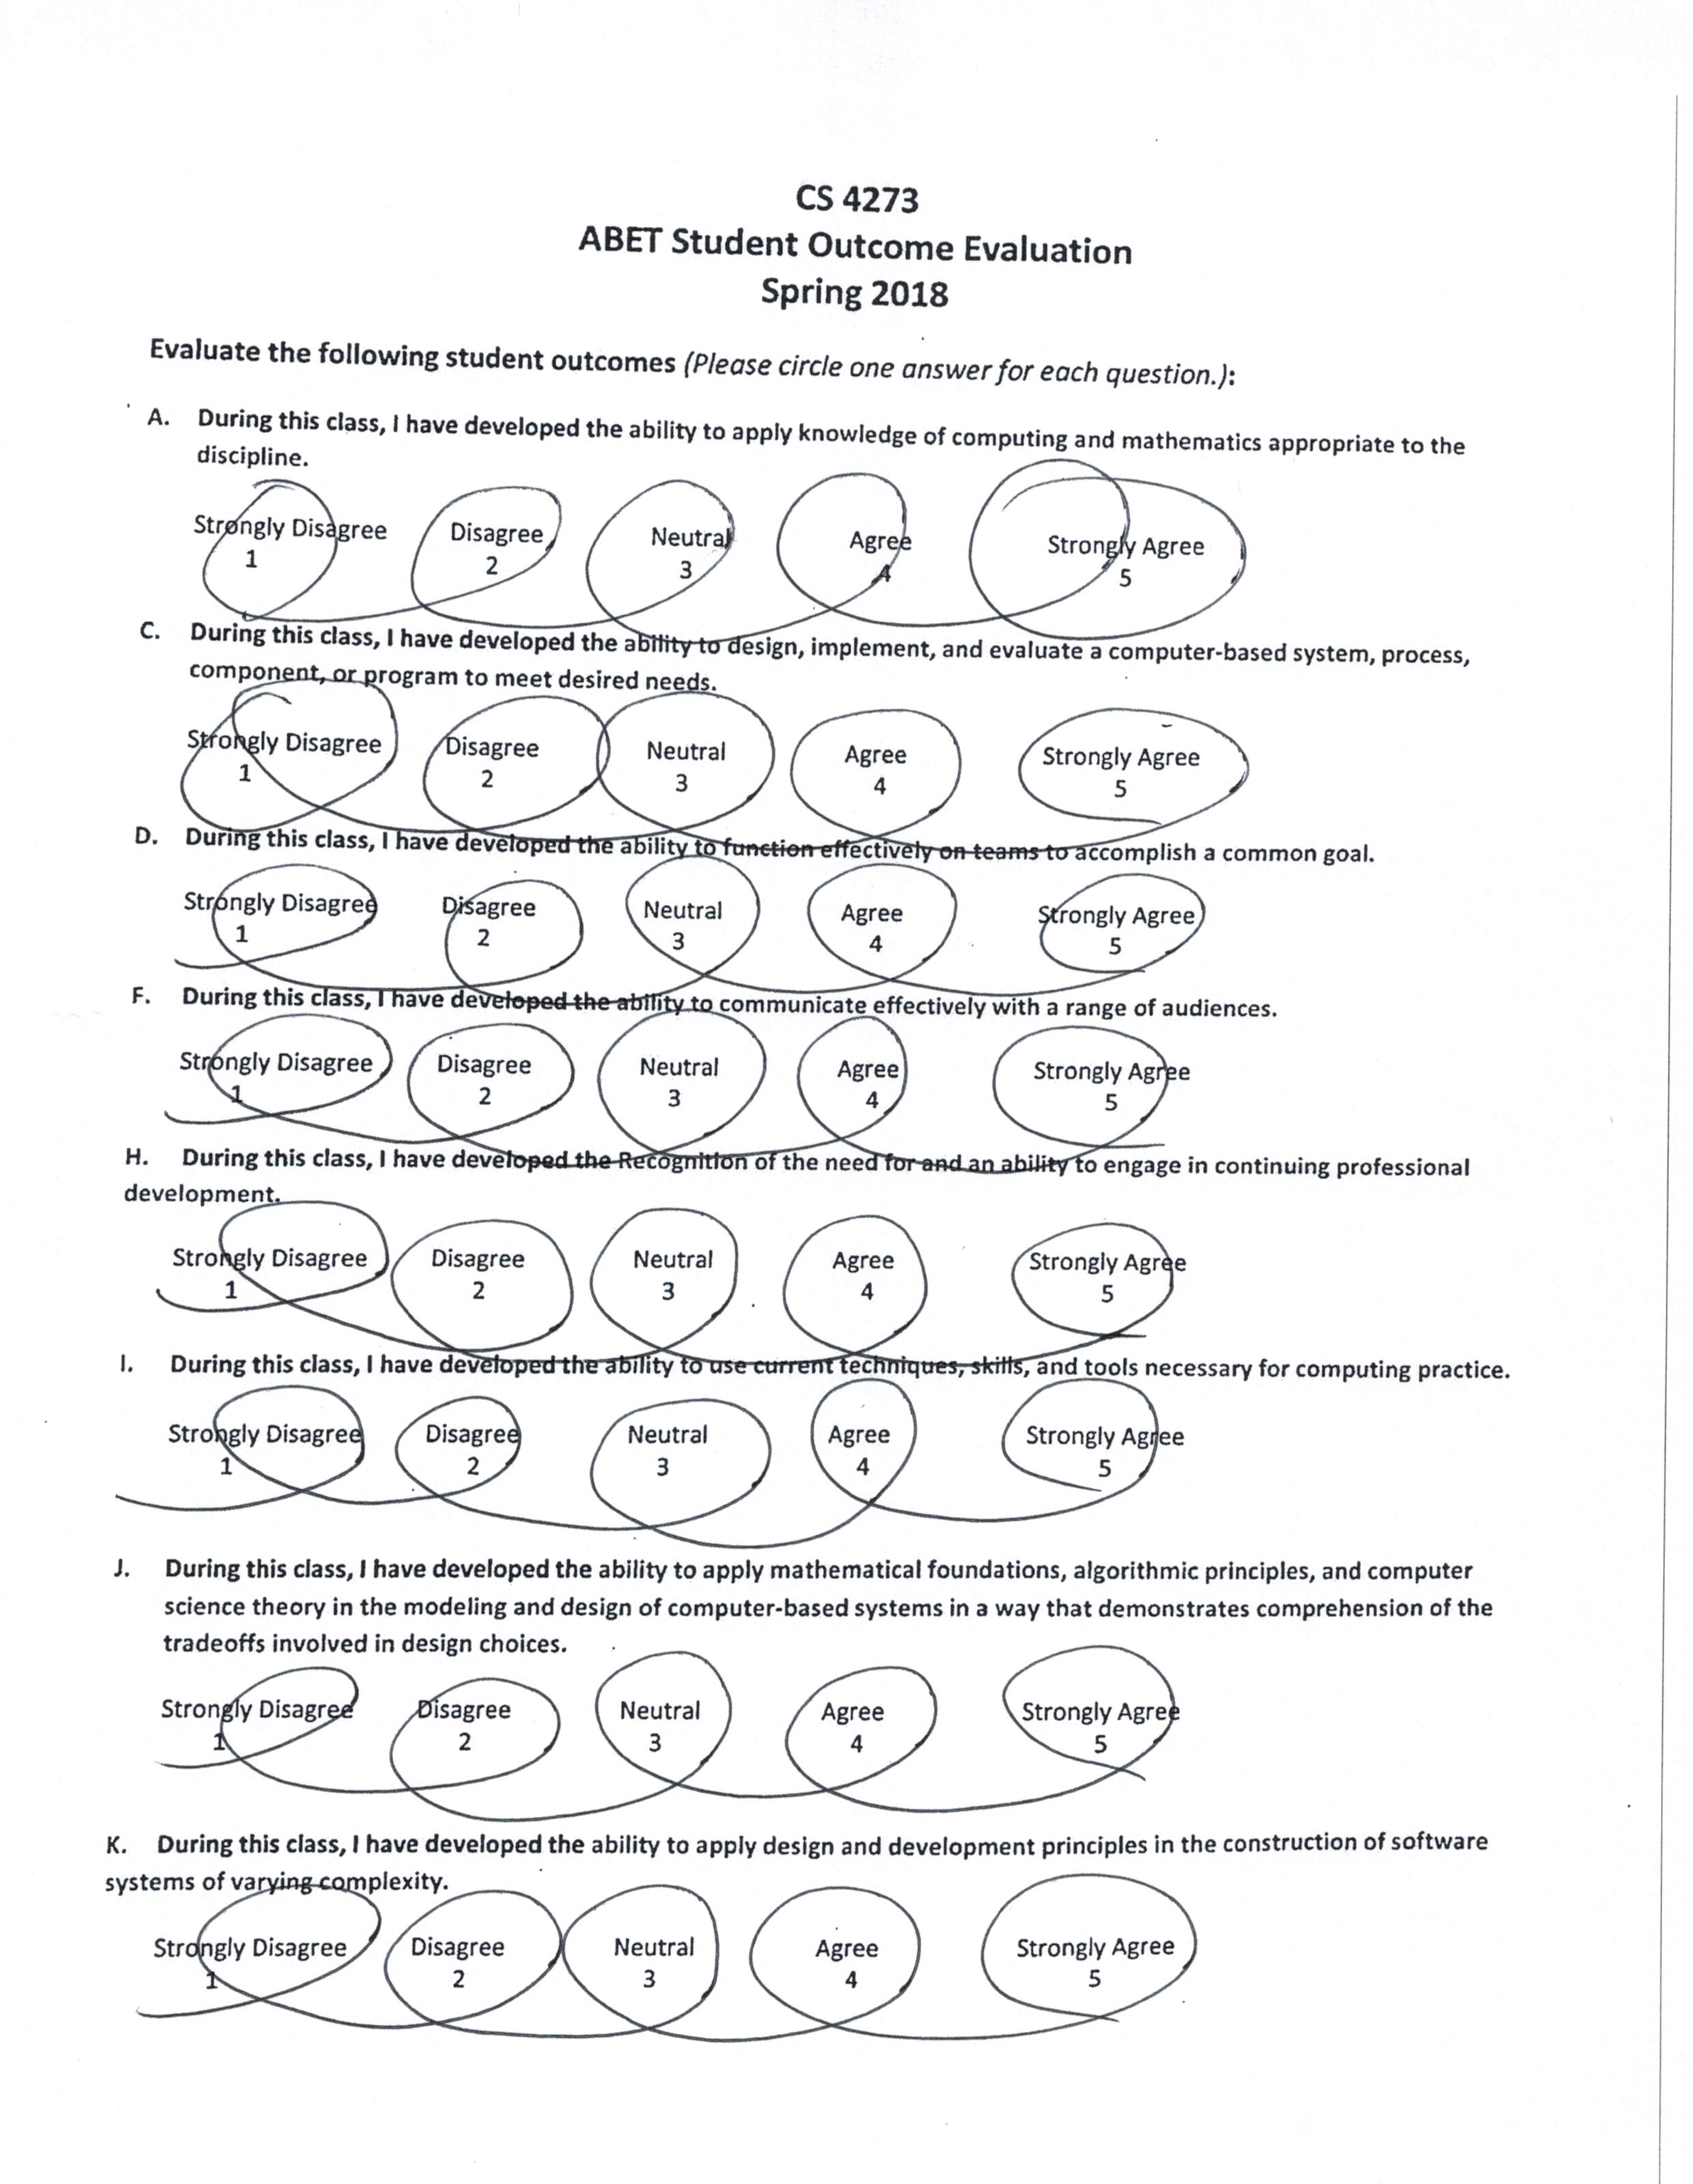 CS 4273
ABET Student Outcome Evaluation
Spring 2018
Evaluate the following student outcomes (Please circle one answer for each question.):
A. During this class, I have developed the ability to apply knowledge of computing and mathematics appropriate to the
discipline.
Strongly Disagree Disagree Neutral Agree Strongly Agree
1 2 3 4 5
C. During this class, I have developed the ability to design, implement, and evaluate a computer-based system, process,
component, or program to meet desired needs.
Strongly Disagree Disagree Neutral Agree Strongly Agree
1 2 3 4 5
D. During this class, I have developed the ability to function effectively on teams to accomplish a common goal.
Strongly Disagree Disagree Neutral Agree Strongly Agree
1 2 3 4 5
F. During this class, I have developed the ability to communicate effectively with a range of audiences.
Strongly Disagree Disagree Neutral Agree Strongly Agree
1 2 3 4 5
H. During this class, I have developed the Recognition of the need for and an ability to engage in continuing professional
development.
Strongly Disagree Disagree Neutral Agree Strongly Agree
1 2 3 4 5
I. During this class, I have developed the ability to use current techniques, skills, and tools necessary for computing practice.
Strongly Disagree Disagree Neutral Agree Strongly Agree
1 2 3 4 5
J. During this class, I have developed the ability to apply mathematical foundations, algorithmic principles, and computer
science theory in the modeling and design of computer-based systems in a way that demonstrates comprehension of the
tradeoffs involved in design choices.
Strongly Disagree Disagree Neutral Agree Strongly Agree
1 2 3 4 5
K. During this class, I have developed the ability to apply design and development principles in the construction of software
systems of varying complexity.
Strongly Disagree Disagree Neutral Agree Strongly Agree
1 2 3 4 5